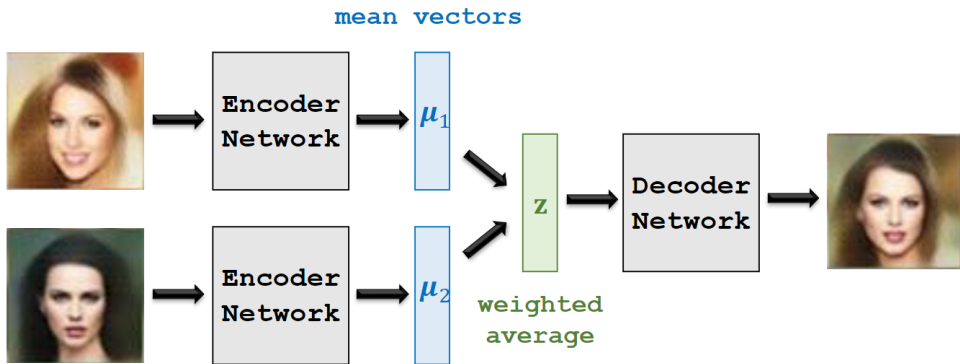 mean vectors
Encoder
Network
μ₁
Encoder
Network
μ₂
z
weighted
average
Decoder
Network